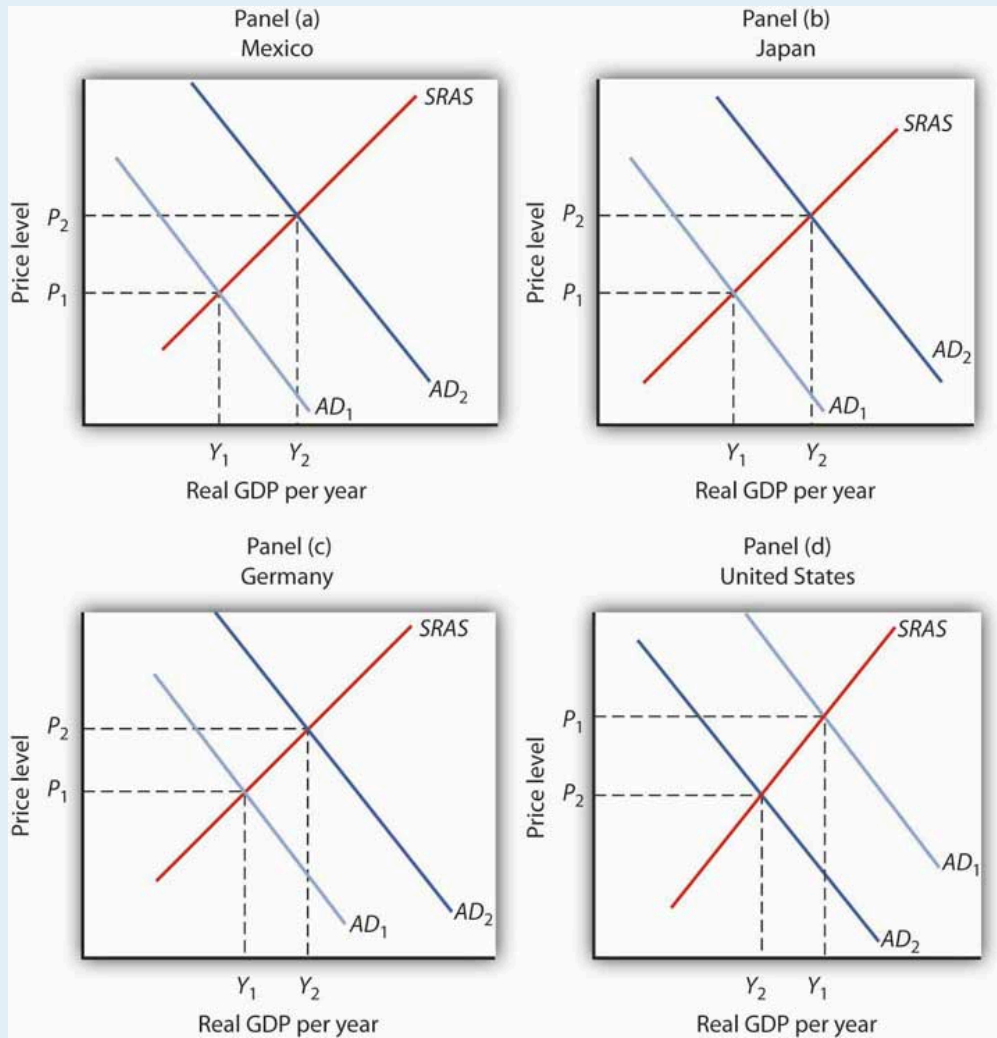 Panel (a)
Mexico
SRAS
Price level
P2
P1
AD1
AD2
Y1 Y2
Real GDP per year
Panel (b)
Japan
SRAS
Price level
P2
P1
AD2
AD1
Y1 Y2
Real GDP per year
Panel (c)
Germany
SRAS
Price level
P2
P1
AD2
AD1
Y1 Y2
Real GDP per year
Panel (d)
United States
SRAS
Price level
P1
P2
AD1
AD2
Y2 Y1
Real GDP per year